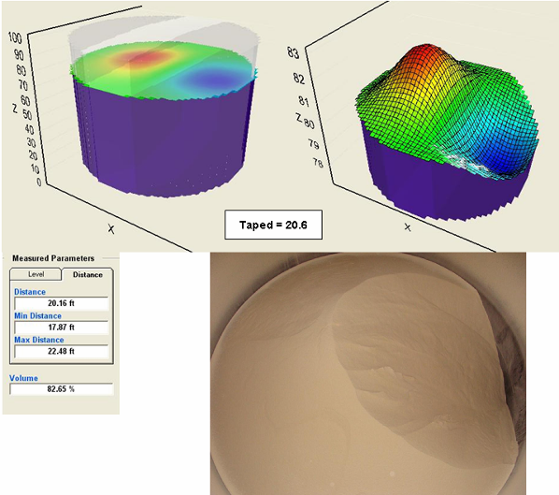 100
90
80
70
Z 60
50
40
30
20
10
0
X
83
82
81
Z 80
79
78
X
Taped = 20.6
Measured Parameters
Level
Distance
Distance
20.16 ft
Min Distance
17.87 ft
Max Distance
22.48 ft
Volume
82.65 %